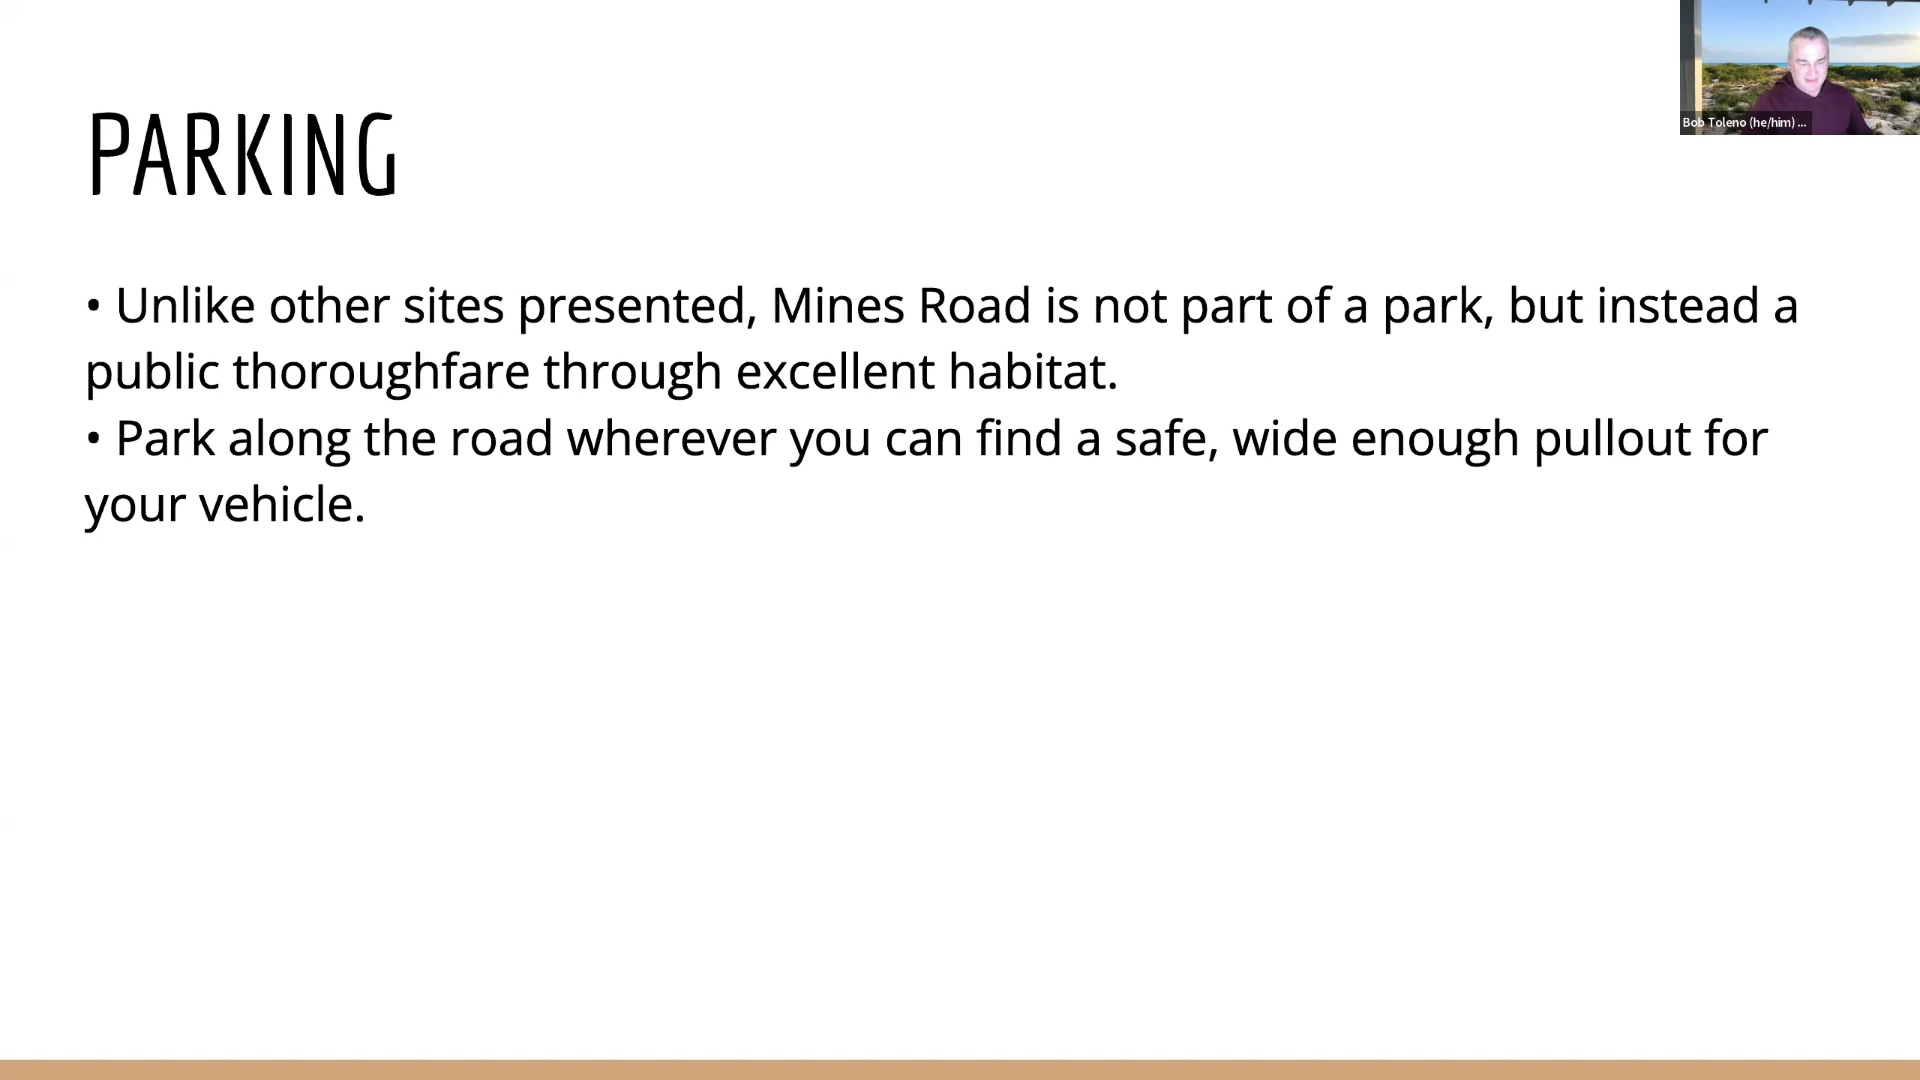 PARKING
Bob Toleno (he/him) ...
• Unlike other sites presented, Mines Road is not part of a park, but instead a
public thoroughfare through excellent habitat.
• Park along the road wherever you can find a safe, wide enough pullout for
your vehicle.